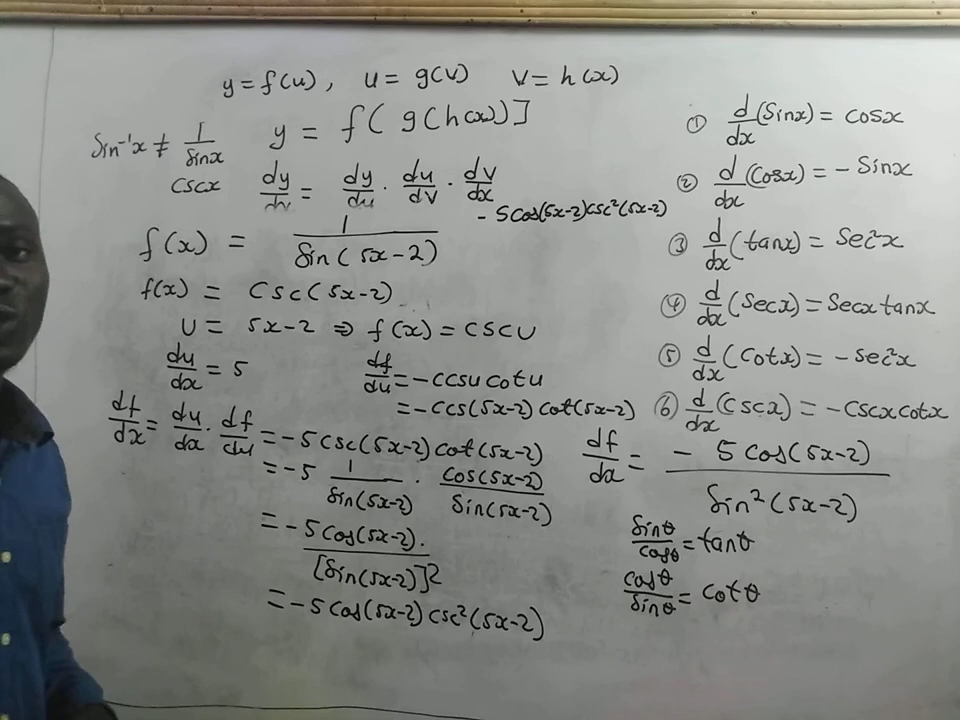 y = f(u), u = g(v) v = h(x)
Sin⁻¹x ≠ 1/Sinx
cscx
y = f( g(h(x))]
dy/dx = dy/du · du/dv · dv/dx
- 5cos(5x-2)csc²(5x-2)
f(x) = 1/Sin(5x-2)
f(x) = csc(5x-2)
u = 5x-2 ⇒ f(x) = cscu
du/dx = 5
df/du = -ccsu cotu
= -ccs(5x-2) cot(5x-2)
df/dx = du/dx · df/du = -5csc(5x-2) cot(5x-2)
= -5 1/Sin(5x-2) · cos(5x-2)/Sin(5x-2)
= -5cos(5x-2)./[Sin(5x-2)]²
= -5cos(5x-2) csc²(5x-2)
① d/dx (Sinx) = cosx
② d/dx (cosx) = - Sinx
③ d/dx (tanx) = Sec²x
④ d/dx (Secx) = Secx tanx
⑤ d/dx (cotx) = - Sec²x
⑥ d/dx (cscx) = -cscx cotx
df/dx = - 5 cos(5x-2)/Sin²(5x-2)
Sinθ/cosθ = tanθ
cosθ/sinθ = cotθ